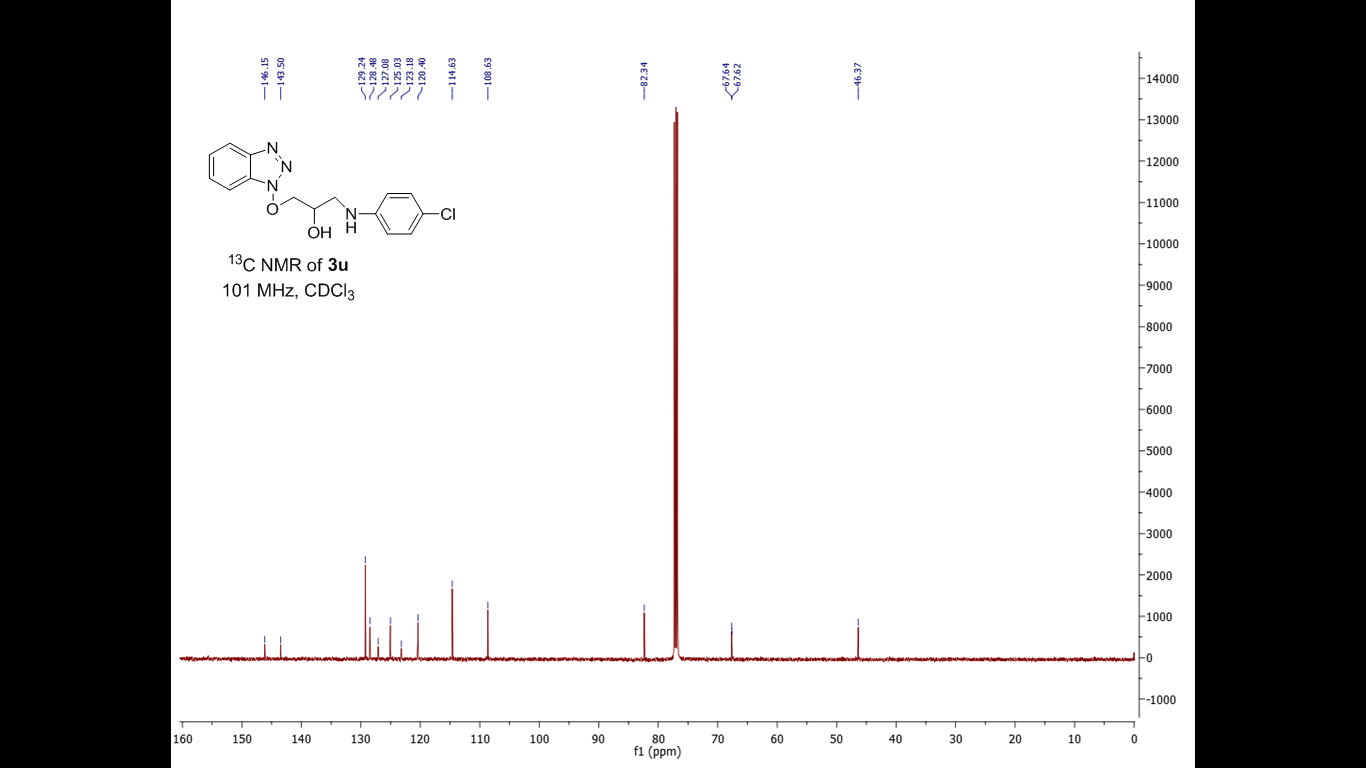 146.15
143.50
129.24
128.48
127.08
125.03
123.18
120.40
114.63
108.63
82.34
67.64
67.62
46.37
N
N
N
O
OH
N
H
Cl
¹³C NMR of 3u
101 MHz, CDCl₃
14000
13000
12000
11000
10000
9000
8000
7000
6000
5000
4000
3000
2000
1000
0
-1000
160 150 140 130 120 110 100 90 80 70 60 50 40 30 20 10 0
f1 (ppm)